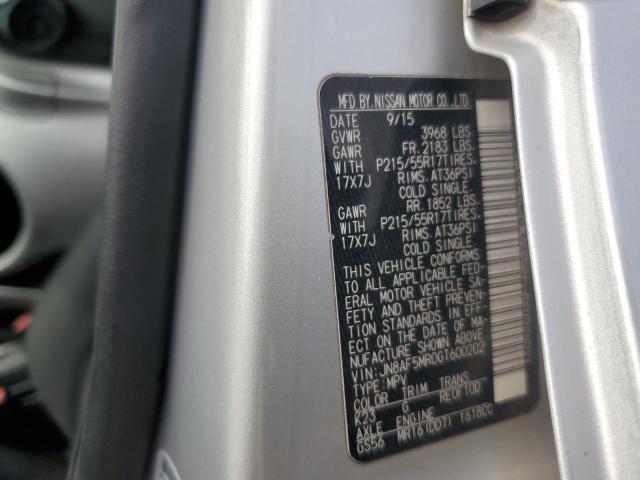 MFD BY, NISSAN MOTOR CO.,LTD.
DATE 9/15
GVWR 3968 LBS.
GAWR FR. 2183 LBS.
WITH P215/55R17TIRES,
17X7J RIMS, AT36PSI
COLD SINGLE.
GAWR RR. 1852 LBS.
WITH P215/55R17TIRES,
17X7J RIMS, AT36PSI
COLD SINGLE.
THIS VEHICLE CONFORMS
TO ALL APPLICABLE FED-
ERAL MOTOR VEHICLE SA-
FETY AND THEFT PREVEN-
TION STANDARDS IN EFF-
ECT ON THE DATE OF MA-
NUFACTURE SHOWN ABOVE
VIN: JN8AF5MR0GT600202
TYPE: MPV
COLOR TRIM TRANS
K23 G RE0F10D
AXLE ENGINE
GS56 MR16(DDT) 1618CC